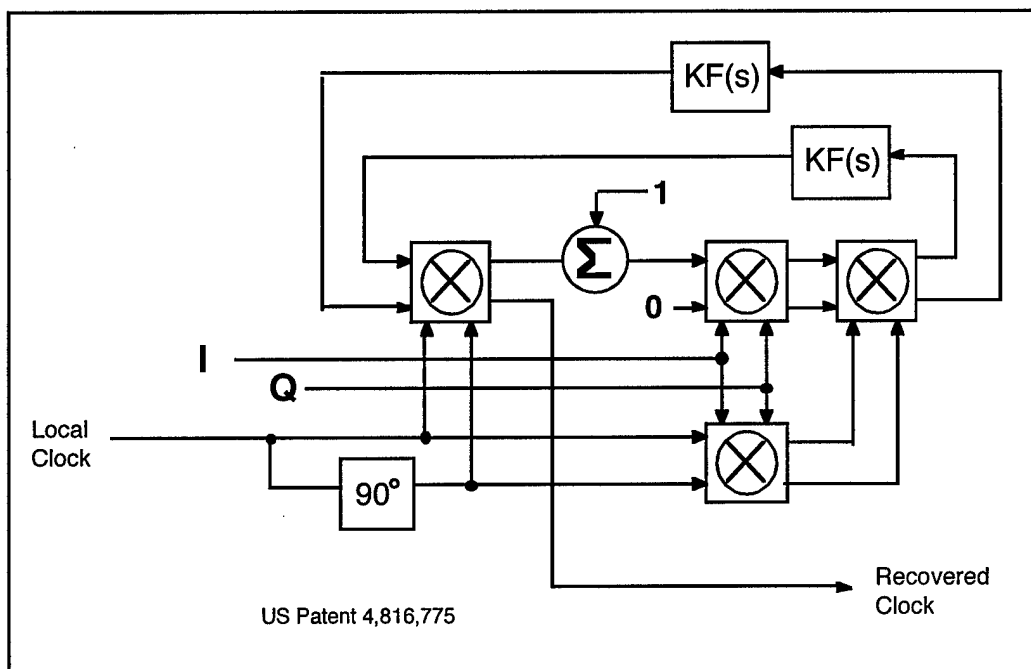 KF(s)
KF(s)
1
Σ
0
I
Q
Local
Clock
90°
Recovered
Clock
US Patent 4,816,775